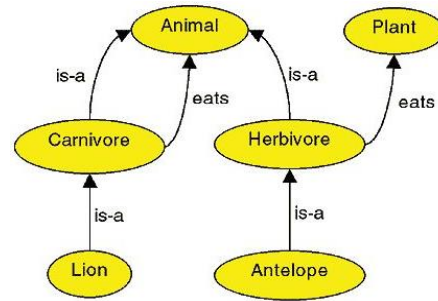 Animal
Plant
is-a
eats
is-a
eats
Carnivore
Herbivore
is-a
is-a
Lion
Antelope